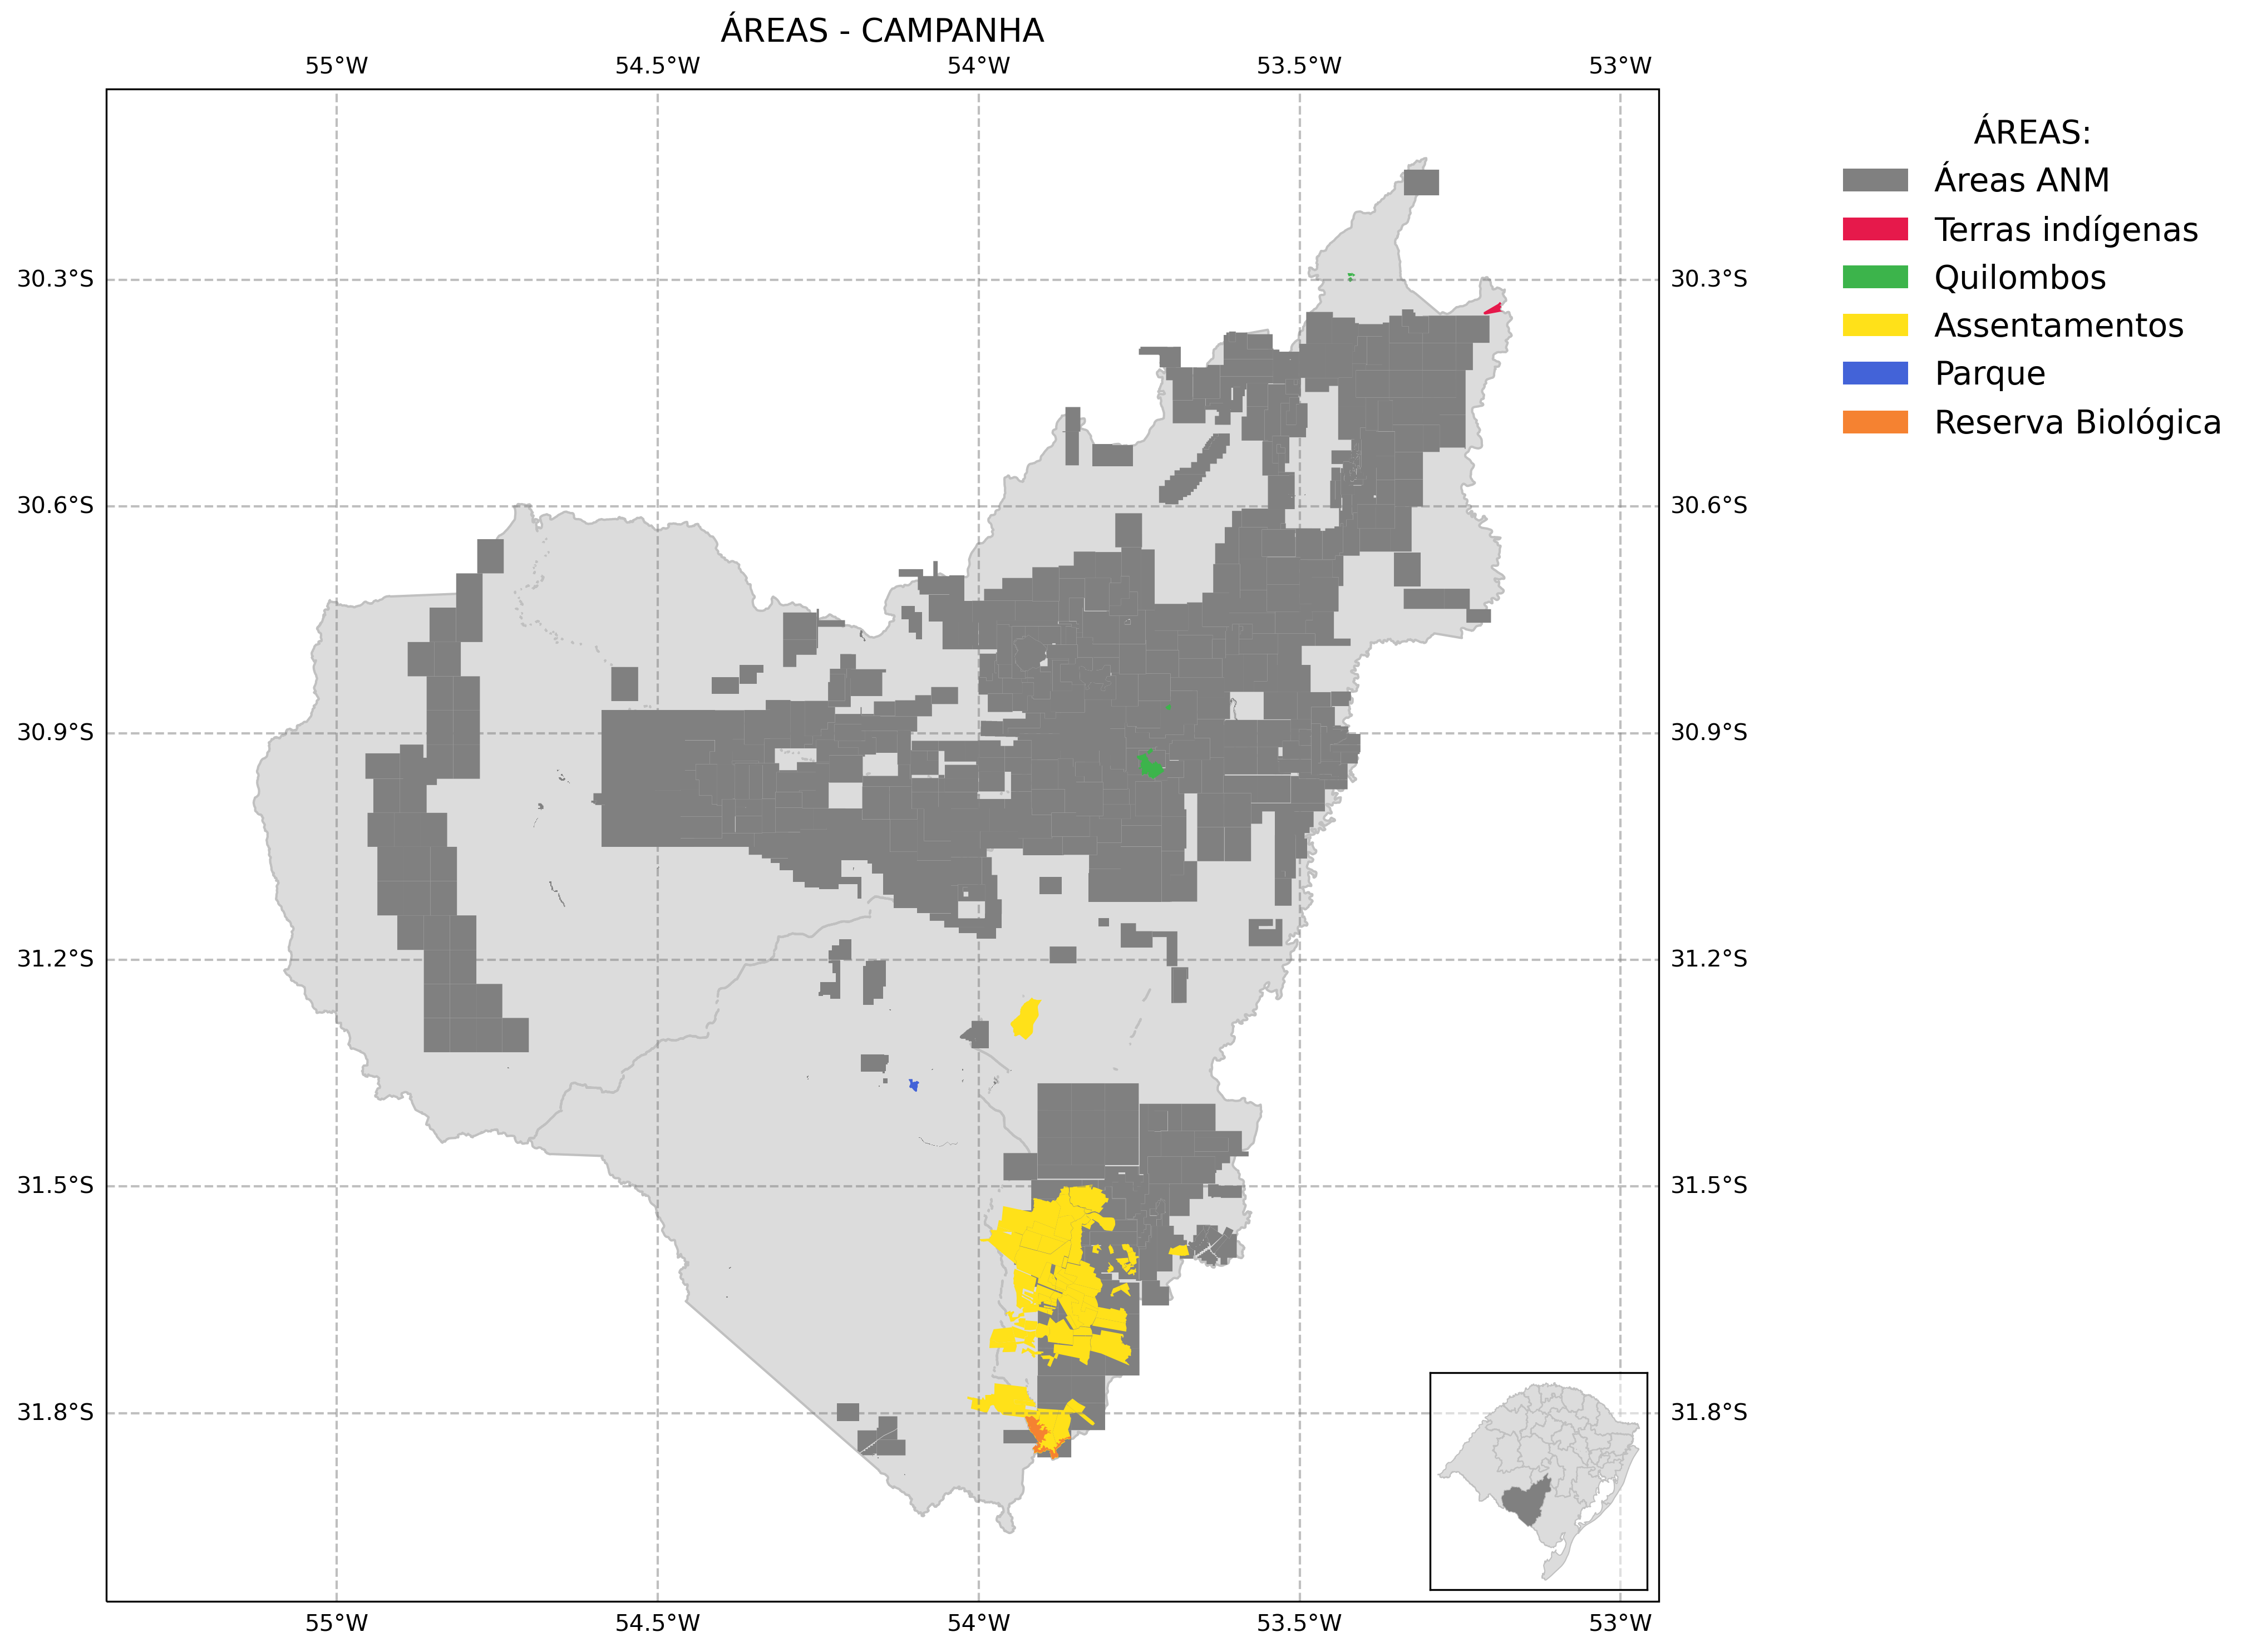 ÁREAS - CAMPANHA
55°W 54.5°W 54°W 53.5°W 53°W
ÁREAS:
Áreas ANM
Terras indígenas
Quilombos
Assentamentos
Parque
Reserva Biológica
30.3°S 30.3°S
30.6°S 30.6°S
30.9°S 30.9°S
31.2°S 31.2°S
31.5°S 31.5°S
31.8°S 31.8°S
55°W 54.5°W 54°W 53.5°W 53°W